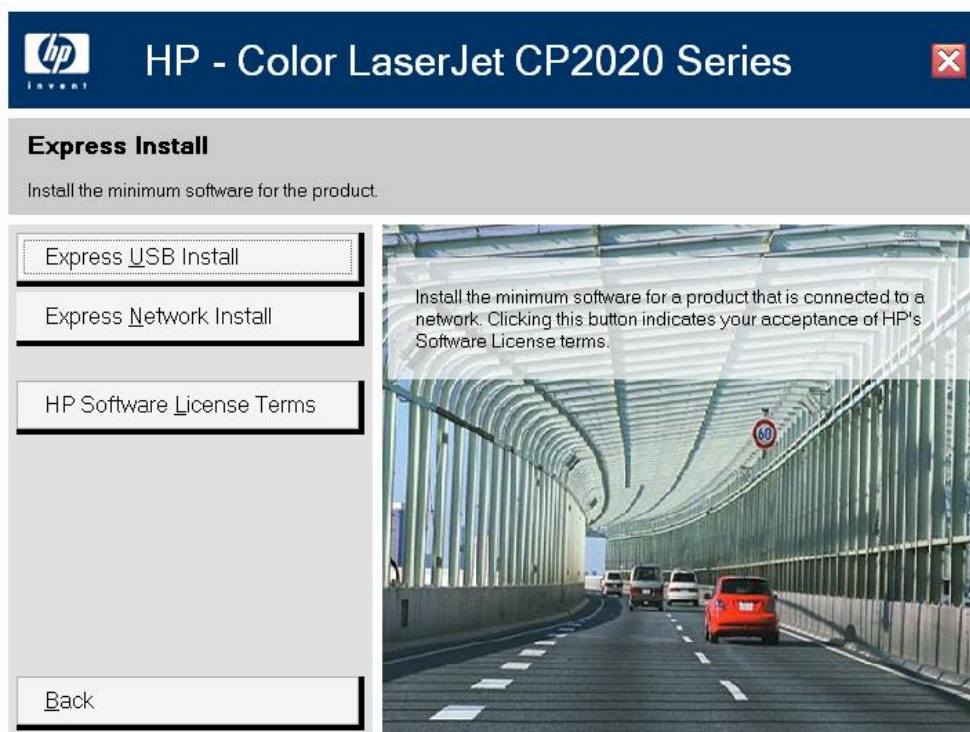 hp
invent
HP - Color LaserJet CP2020 Series
Express Install
Install the minimum software for the product.
Express USB Install
Express Network Install
HP Software License Terms
Back
Install the minimum software for a product that is connected to a
network. Clicking this button indicates your acceptance of HP's
Software License terms.
60